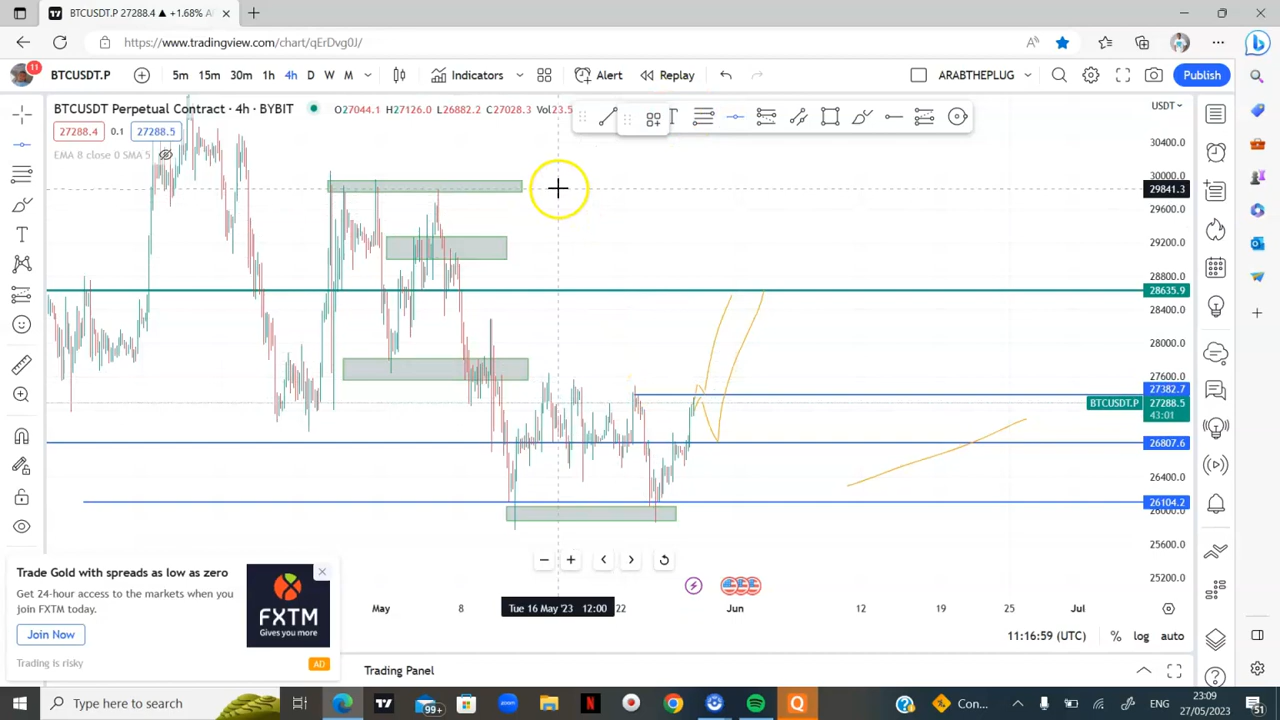 BTCUSDT.P 27288.4 ▲ +1.68% AR
https://www.tradingview.com/chart/qErDvg0J/
11 BTCUSDT.P 5m 15m 30m 1h 4h D W M Indicators Alert Replay ARABTHEPLUG Publish
BTCUSDT Perpetual Contract · 4h · BYBIT O27044.1 H27126.0 L26882.2 C27028.3 Vol23.5 USDT
27288.4 0.1 27288.5
EMA 8 close 0 SMA 5
30400.0
30000.0
29841.3
29600.0
29200.0
28800.0
28635.9
28400.0
28000.0
27600.0
27382.7
BTCUSDT.P 27288.5
43:01
26807.6
26400.0
26104.2
26000.0
25600.0
25200.0
Trade Gold with spreads as low as zero
Get 24-hour access to the markets when you
join FXTM today.
Join Now
Trading is risky
FXTM
Gives you more
AD
May 8 Tue 16 May '23 12:00 22 Jun 12 19 25 Jul
11:16:59 (UTC) % log auto
Trading Panel
Type here to search
99+
Con...
ENG
23:09
27/05/2023
51